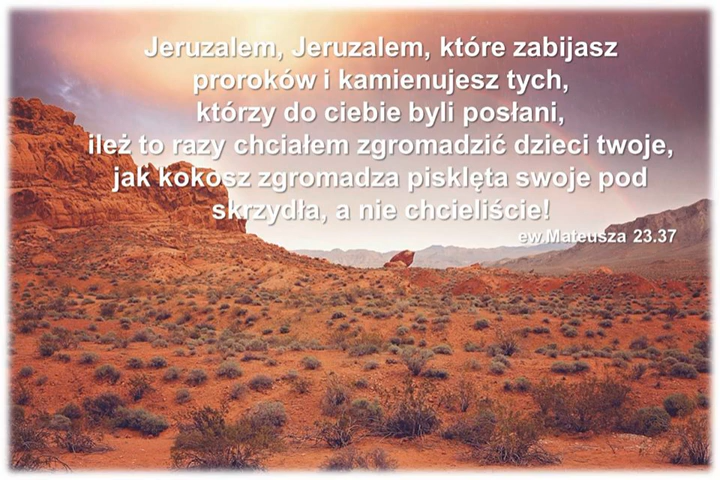 Jeruzalem, Jeruzalem, które zabijasz
proroków i kamienujesz tych,
którzy do ciebie byli posłani,
ileż to razy chciałem zgromadzić dzieci twoje,
jak kokosz zgromadza pisklęta swoje pod
skrzydła, a nie chcieliście!
ew.Mateusza 23.37